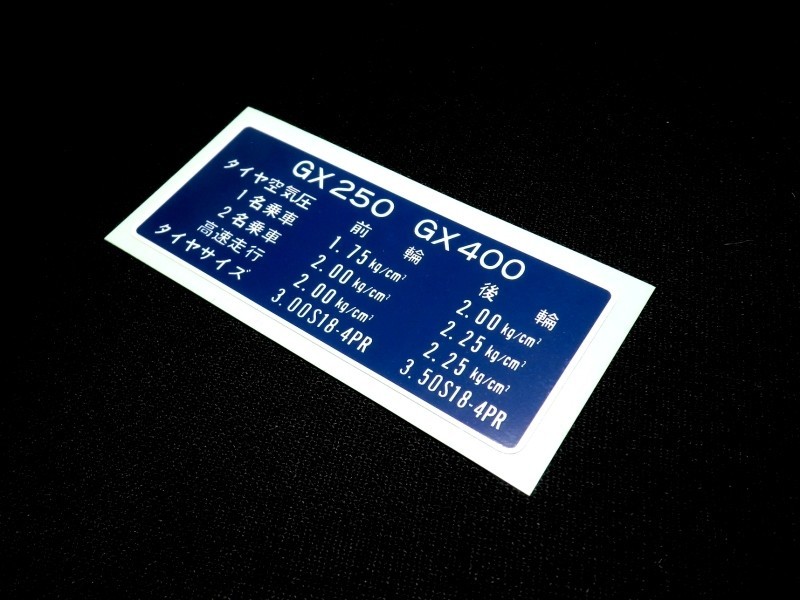 GX250 GX400
タイヤ空気圧 前輪 後輪
1名乗車 1.75kg/cm² 2.00kg/cm²
2名乗車 2.00kg/cm² 2.25kg/cm²
高速走行 2.00kg/cm² 2.25kg/cm²
タイヤサイズ 3.00S18-4PR 3.50S18-4PR